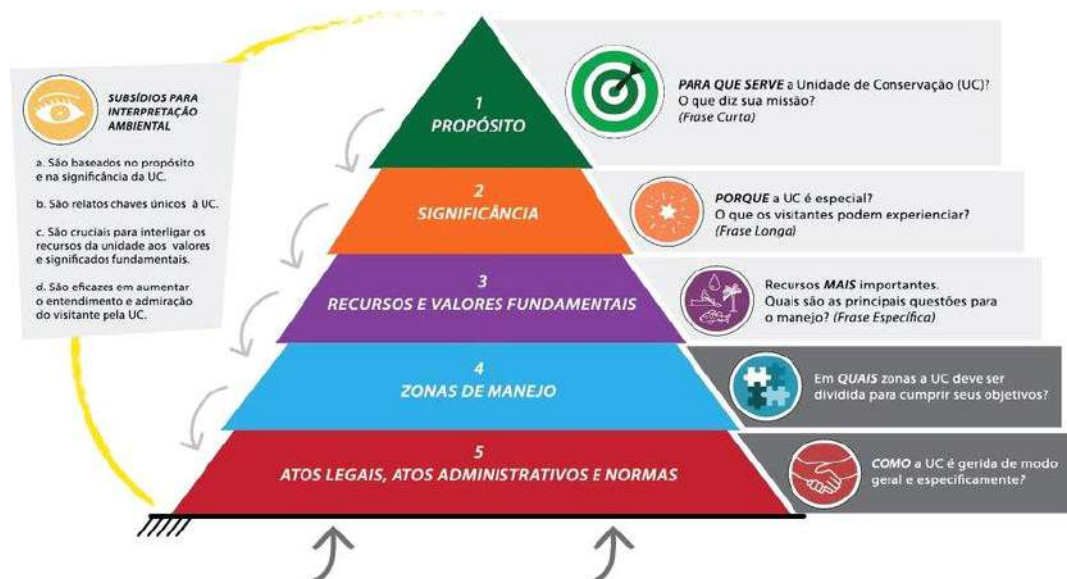 SUBSÍDIOS PARA
INTERPRETAÇÃO
AMBIENTAL
a. São baseados no propósito
e na significância da UC.
b. São relatos chaves únicos à UC.
c. São cruciais para interligar os
recursos da unidade aos valores
e significados fundamentais.
d. São eficazes em aumentar
o entendimento e admiração
do visitante pela UC.
1
PROPÓSITO
PARA QUE SERVE a Unidade de Conservação (UC)?
O que diz sua missão?
(Frase Curta)
2
SIGNIFICÂNCIA
PORQUE a UC é especial?
O que os visitantes podem experienciar?
(Frase Longa)
3
RECURSOS E VALORES FUNDAMENTAIS
Recursos MAIS importantes.
Quais são as principais questões para
o manejo? (Frase Específica)
4
ZONAS DE MANEJO
Em QUAIS zonas a UC deve ser
dividida para cumprir seus objetivos?
5
ATOS LEGAIS, ATOS ADMINISTRATIVOS E NORMAS
COMO a UC é gerida de modo
geral e especificamente?